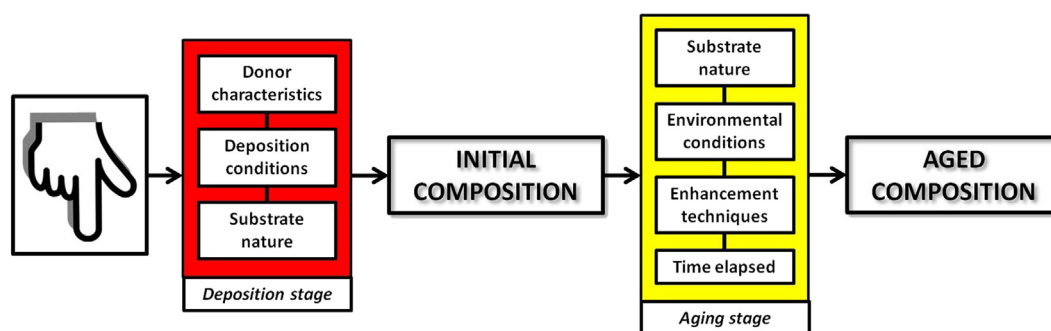 Donor
characteristics
Deposition
conditions
Substrate
nature
Deposition stage
INITIAL
COMPOSITION
Substrate
nature
Environmental
conditions
Enhancement
techniques
Time elapsed
Aging stage
AGED
COMPOSITION